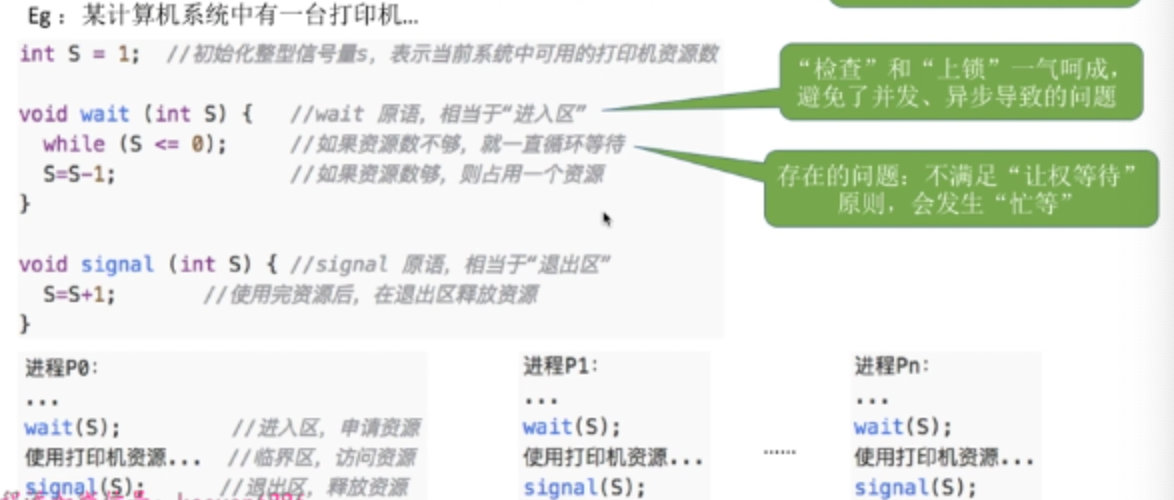 Eg：某计算机系统中有一台打印机...
int S = 1;  //初始化整型信号量s，表示当前系统中可用的打印机资源数
“检查”和“上锁”一气呵成，
避免了并发、异步导致的问题
void wait (int S) {   //wait 原语，相当于“进入区”
while (S <= 0);      //如果资源数不够，就一直循环等待
S=S-1;               //如果资源数够，则占用一个资源
}
存在的问题：不满足“让权等待”
原则，会发生“忙等”
void signal (int S) { //signal 原语，相当于“退出区”
S=S+1;        //使用完资源后，在退出区释放资源
}
进程P0：
...
wait(S);          //进入区，申请资源
使用打印机资源...  //临界区，访问资源
signal(S);        //退出区，释放资源
进程P1：
...
wait(S);
使用打印机资源...
signal(S);
......
进程Pn：
...
wait(S);
使用打印机资源...
signal(S);